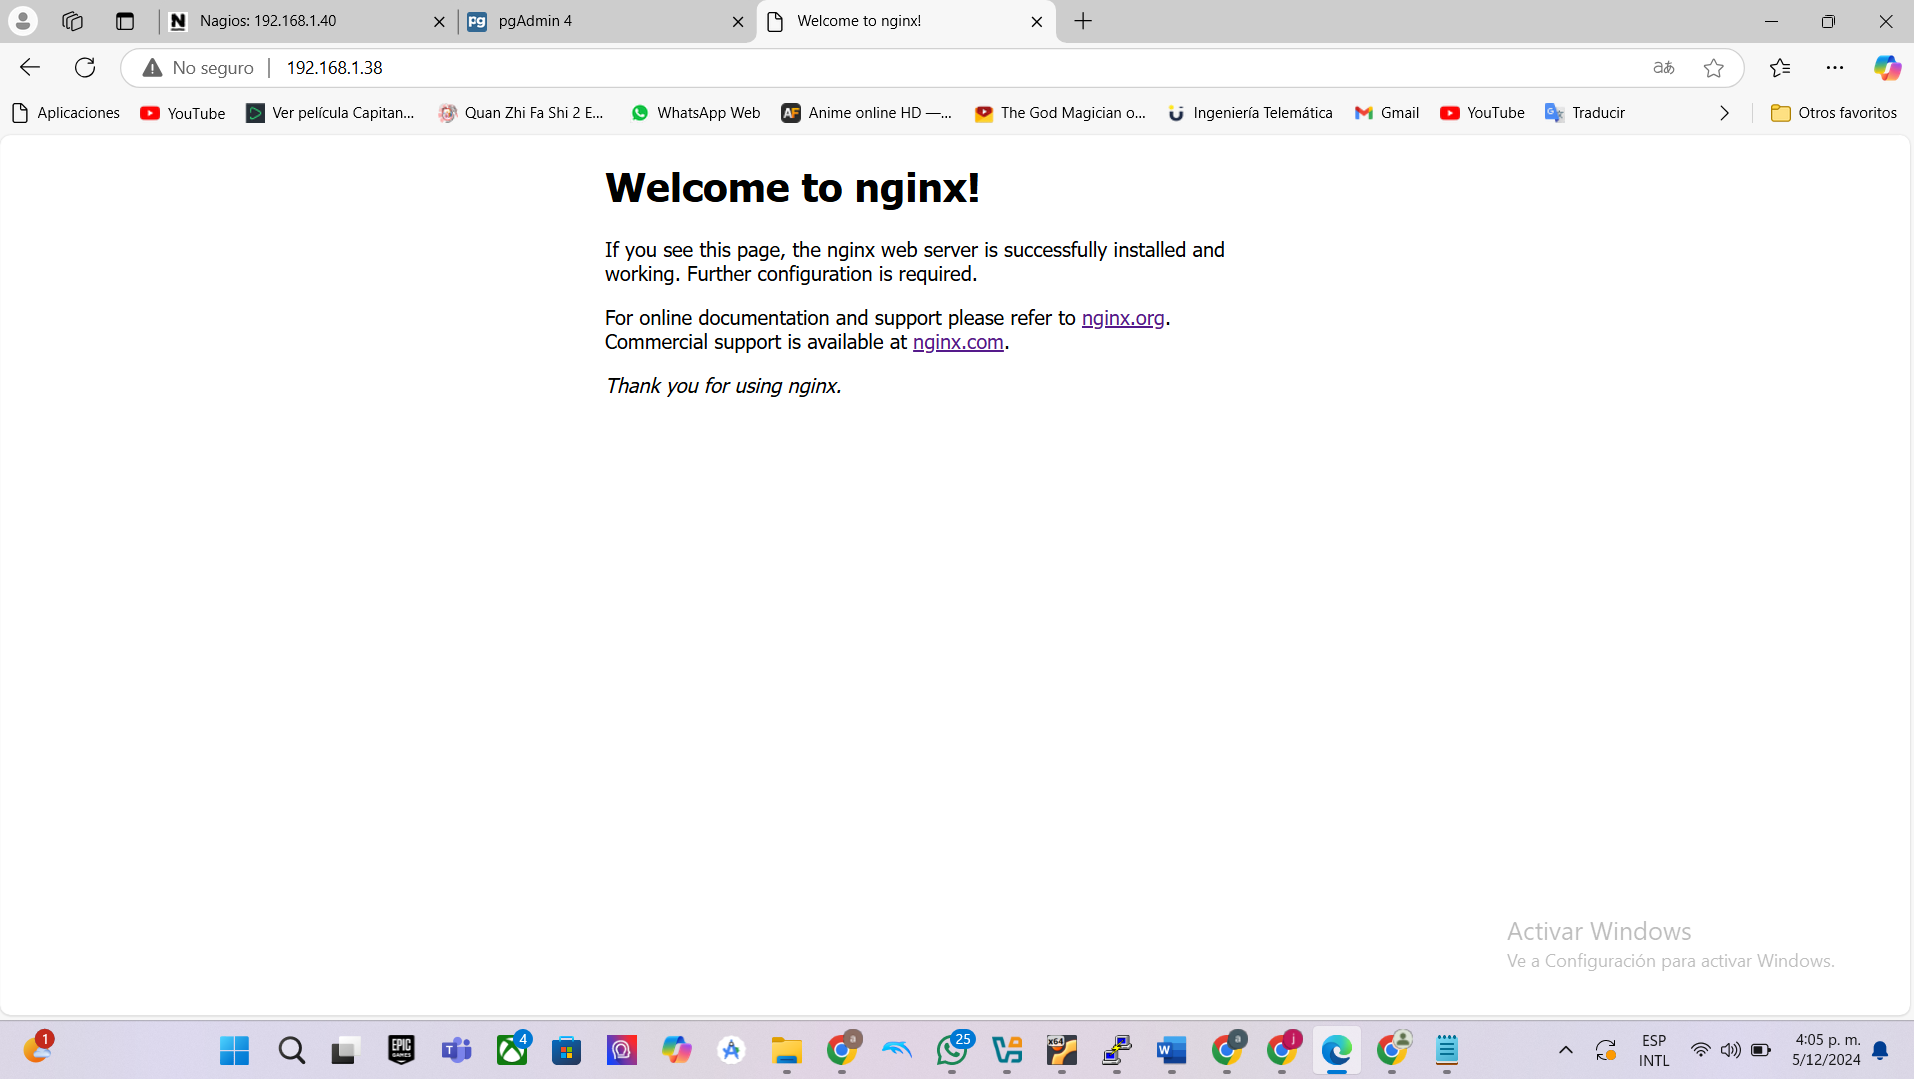 Nagios: 192.168.1.40
pgAdmin 4
Welcome to nginx!
No seguro
192.168.1.38
Aplicaciones
YouTube
Ver película Capitan...
Quan Zhi Fa Shi 2 E...
WhatsApp Web
Anime online HD —...
The God Magician o...
Ingeniería Telemática
Gmail
YouTube
Traducir
Otros favoritos
Welcome to nginx!
If you see this page, the nginx web server is successfully installed and
working. Further configuration is required.
For online documentation and support please refer to nginx.org.
Commercial support is available at nginx.com.
Thank you for using nginx.
Activar Windows
Ve a Configuración para activar Windows.
1
EPIC GAMES
4
a
25
x64
a
j
ESP
INTL
4:05 p. m.
5/12/2024